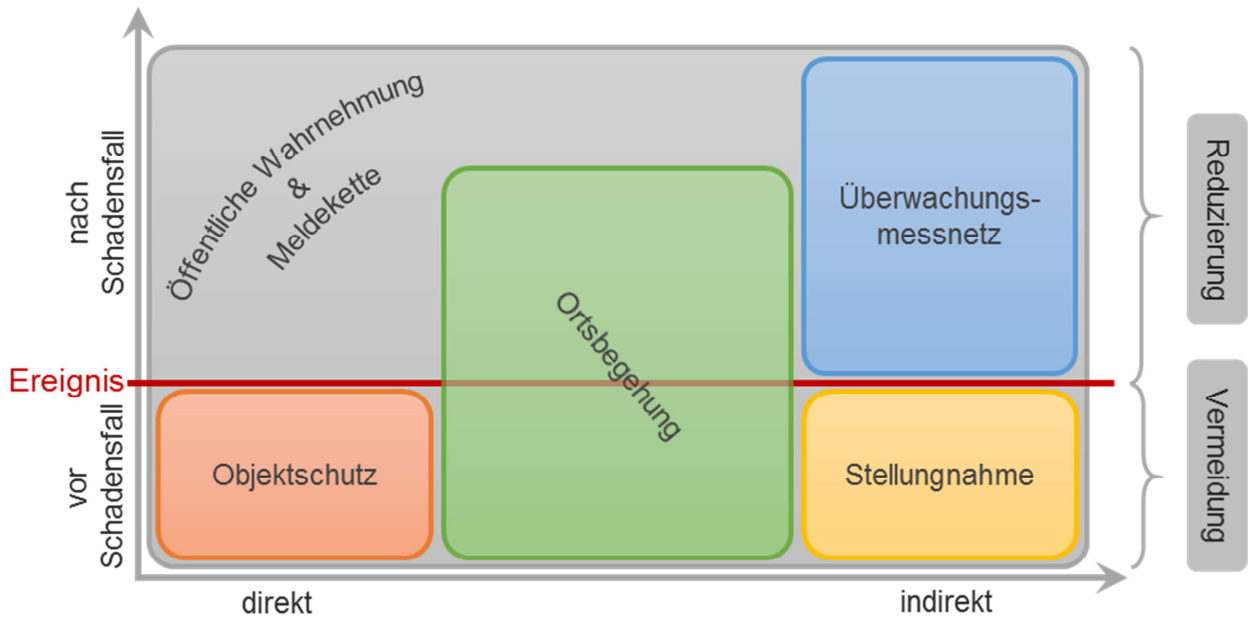 nach
Schadensfall
Öffentliche Wahrnehmung
&
Meldekette
Überwachungs-
messnetz
Reduzierung
Ereignis
Ortsbegehung
vor
Schadensfall
Objektschutz
Stellungnahme
Vermeidung
direkt
indirekt